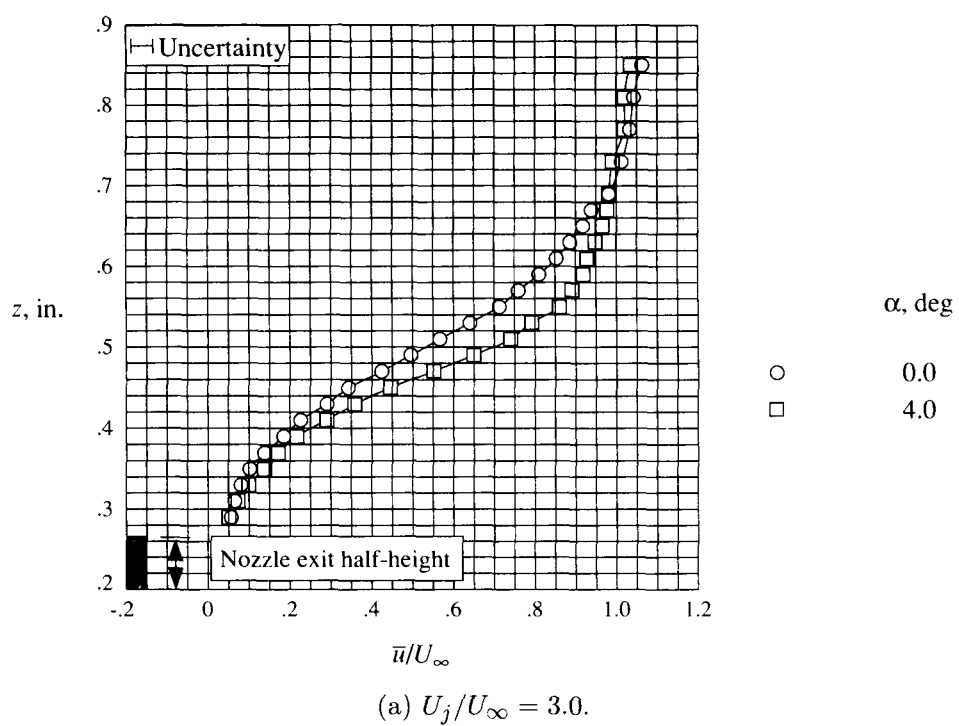 .9
Uncertainty
.8
.7
.6
z, in.
α, deg
.5
0.0
4.0
.4
.3
Nozzle exit half-height
.2
-.2 0 .2 .4 .6 .8 1.0 1.2
u̅/U∞
(a) U_j/U∞ = 3.0.